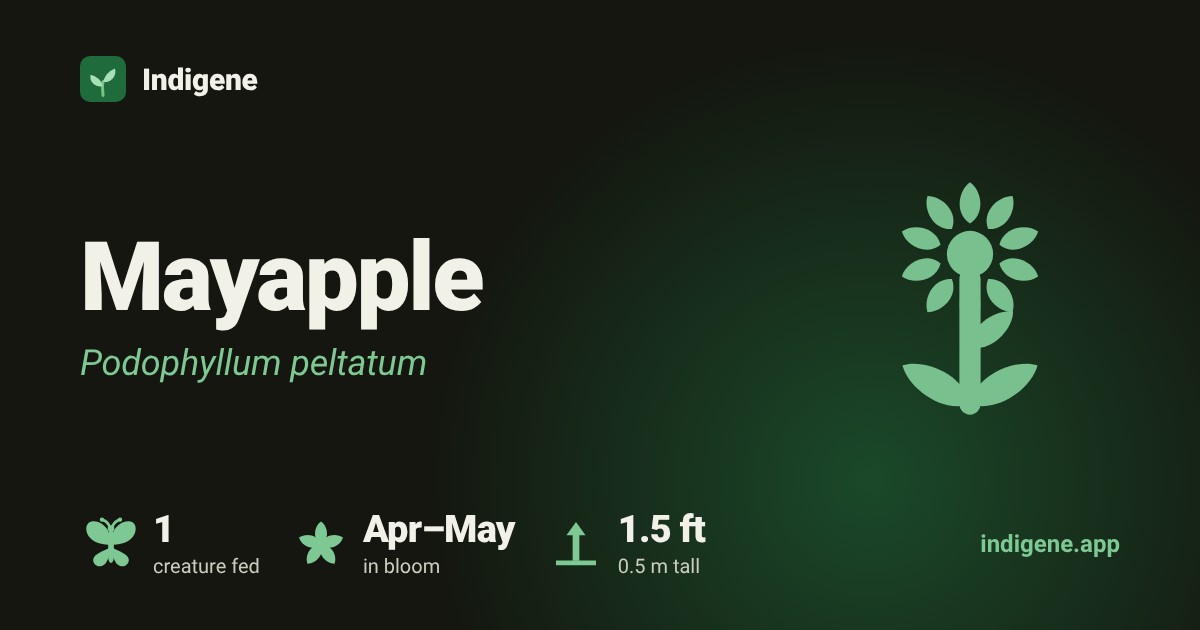 Indigene
Mayapple
Podophyllum peltatum
1
creature fed
Apr–May
in bloom
1.5 ft
0.5 m tall
indigene.app